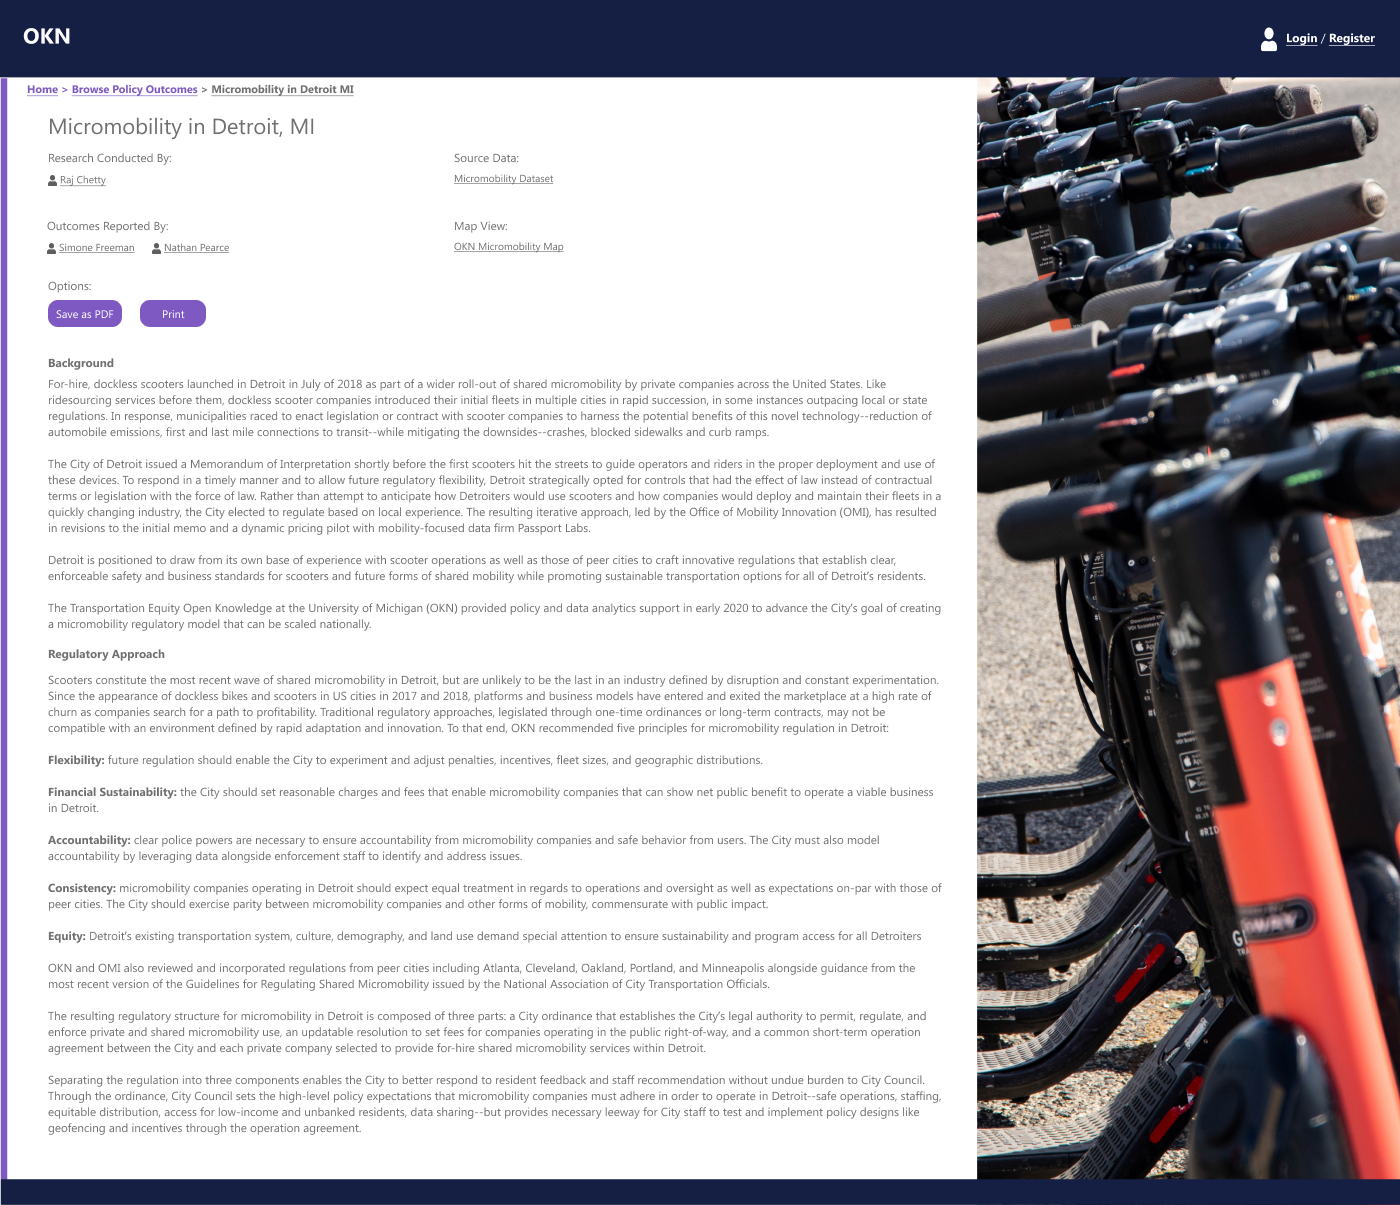 OKN
Login / Register
Home > Browse Policy Outcomes > Micromobility in Detroit MI
Micromobility in Detroit, MI
Research Conducted By:
Raj Chetty
Source Data:
Micromobility Dataset
Outcomes Reported By:
Simone Freeman Nathan Pearce
Map View:
OKN Micromobility Map
Options:
Save as PDF Print
Background
For-hire, dockless scooters launched in Detroit in July of 2018 as part of a wider roll-out of shared micromobility by private companies across the United States. Like
ridesourcing services before them, dockless scooter companies introduced their initial fleets in multiple cities in rapid succession, in some instances outpacing local or state
regulations. In response, municipalities raced to enact legislation or contract with scooter companies to harness the potential benefits of this novel technology--reduction of
automobile emissions, first and last mile connections to transit--while mitigating the downsides--crashes, blocked sidewalks and curb ramps.
The City of Detroit issued a Memorandum of Interpretation shortly before the first scooters hit the streets to guide operators and riders in the proper deployment and use of
these devices. To respond in a timely manner and to allow future regulatory flexibility, Detroit strategically opted for controls that had the effect of law instead of contractual
terms or legislation with the force of law. Rather than attempt to anticipate how Detroiters would use scooters and how companies would deploy and maintain their fleets in a
quickly changing industry, the City elected to regulate based on local experience. The resulting iterative approach, led by the Office of Mobility Innovation (OMI), has resulted
in revisions to the initial memo and a dynamic pricing pilot with mobility-focused data firm Passport Labs.
Detroit is positioned to draw from its own base of experience with scooter operations as well as those of peer cities to craft innovative regulations that establish clear,
enforceable safety and business standards for scooters and future forms of shared mobility while promoting sustainable transportation options for all of Detroit's residents.
The Transportation Equity Open Knowledge at the University of Michigan (OKN) provided policy and data analytics support in early 2020 to advance the City's goal of creating
a micromobility regulatory model that can be scaled nationally.
Regulatory Approach
Scooters constitute the most recent wave of shared micromobility in Detroit, but are unlikely to be the last in an industry defined by disruption and constant experimentation.
Since the appearance of dockless bikes and scooters in US cities in 2017 and 2018, platforms and business models have entered and exited the marketplace at a high rate of
churn as companies search for a path to profitability. Traditional regulatory approaches, legislated through one-time ordinances or long-term contracts, may not be
compatible with an environment defined by rapid adaptation and innovation. To that end, OKN recommended five principles for micromobility regulation in Detroit:
Flexibility: future regulation should enable the City to experiment and adjust penalties, incentives, fleet sizes, and geographic distributions.
Financial Sustainability: the City should set reasonable charges and fees that enable micromobility companies that can show net public benefit to operate a viable business
in Detroit.
Accountability: clear police powers are necessary to ensure accountability from micromobility companies and safe behavior from users. The City must also model
accountability by leveraging data alongside enforcement staff to identify and address issues.
Consistency: micromobility companies operating in Detroit should expect equal treatment in regards to operations and oversight as well as expectations on-par with those of
peer cities. The City should exercise parity between micromobility companies and other forms of mobility, commensurate with public impact.
Equity: Detroit's existing transportation system, culture, demography, and land use demand special attention to ensure sustainability and program access for all Detroiters
OKN and OMI also reviewed and incorporated regulations from peer cities including Atlanta, Cleveland, Oakland, Portland, and Minneapolis alongside guidance from the
most recent version of the Guidelines for Regulating Shared Micromobility issued by the National Association of City Transportation Officials.
The resulting regulatory structure for micromobility in Detroit is composed of three parts: a City ordinance that establishes the City's legal authority to permit, regulate, and
enforce private and shared micromobility use, an updatable resolution to set fees for companies operating in the public right-of-way, and a common short-term operation
agreement between the City and each private company selected to provide for-hire shared micromobility services within Detroit.
Separating the regulation into three components enables the City to better respond to resident feedback and staff recommendation without undue burden to City Council.
Through the ordinance, City Council sets the high-level policy expectations that micromobility companies must adhere in order to operate in Detroit--safe operations, staffing,
equitable distribution, access for low-income and unbanked residents, data sharing--but provides necessary leeway for City staff to test and implement policy designs like
geofencing and incentives through the operation agreement.